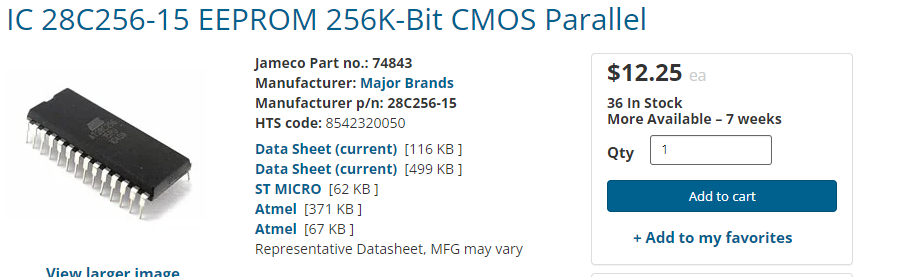 IC 28C256-15 EEPROM 256K-Bit CMOS Parallel
Jameco Part no.: 74843
Manufacturer: Major Brands
Manufacturer p/n: 28C256-15
HTS code: 8542320050
Data Sheet (current) [116 KB ]
Data Sheet (current) [499 KB ]
ST MICRO [62 KB ]
Atmel [371 KB ]
Atmel [67 KB ]
Representative Datasheet, MFG may vary
View larger image
$12.25 ea
36 In Stock
More Available – 7 weeks
Qty 1
Add to cart
+ Add to my favorites